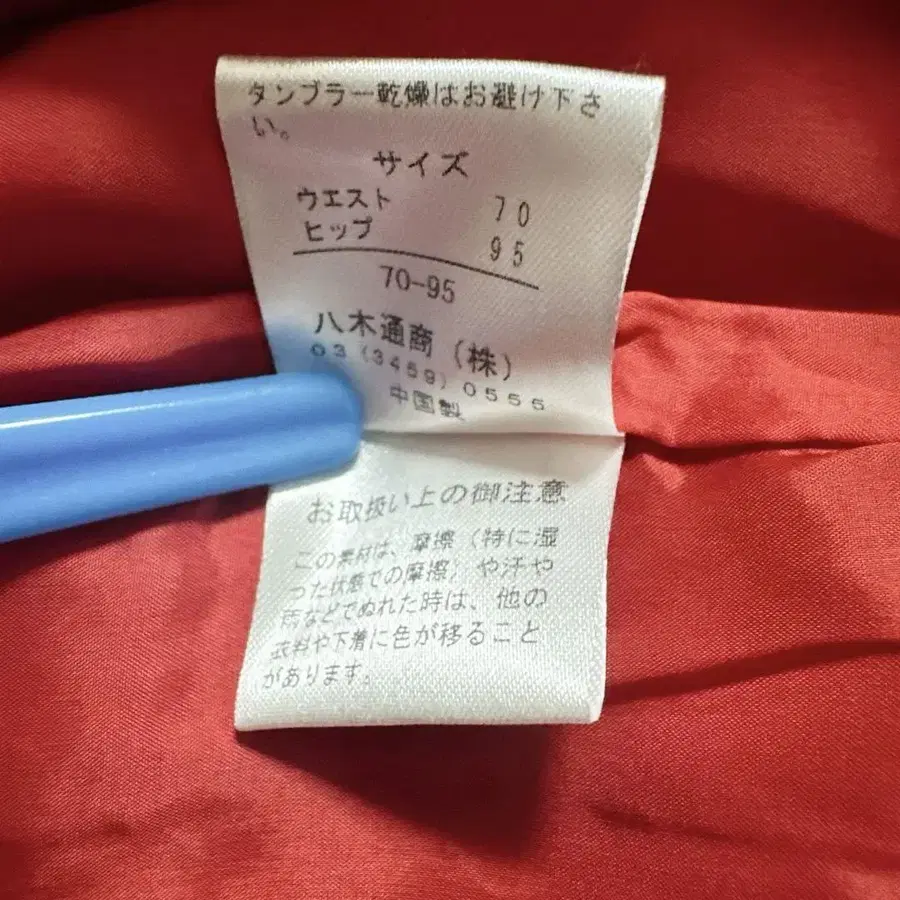 タンブラー乾燥はお避け下さ
い。
サイズ
ウエスト 70
ヒップ 95
70-95
八木通商(株)
03(3469)0555
中国製
お取扱い上の御注意
この素材は、摩擦(特に湿
った状態での摩擦)や汗や
雨などでぬれた時は、他の
衣料や下着に色が移ること
があります。